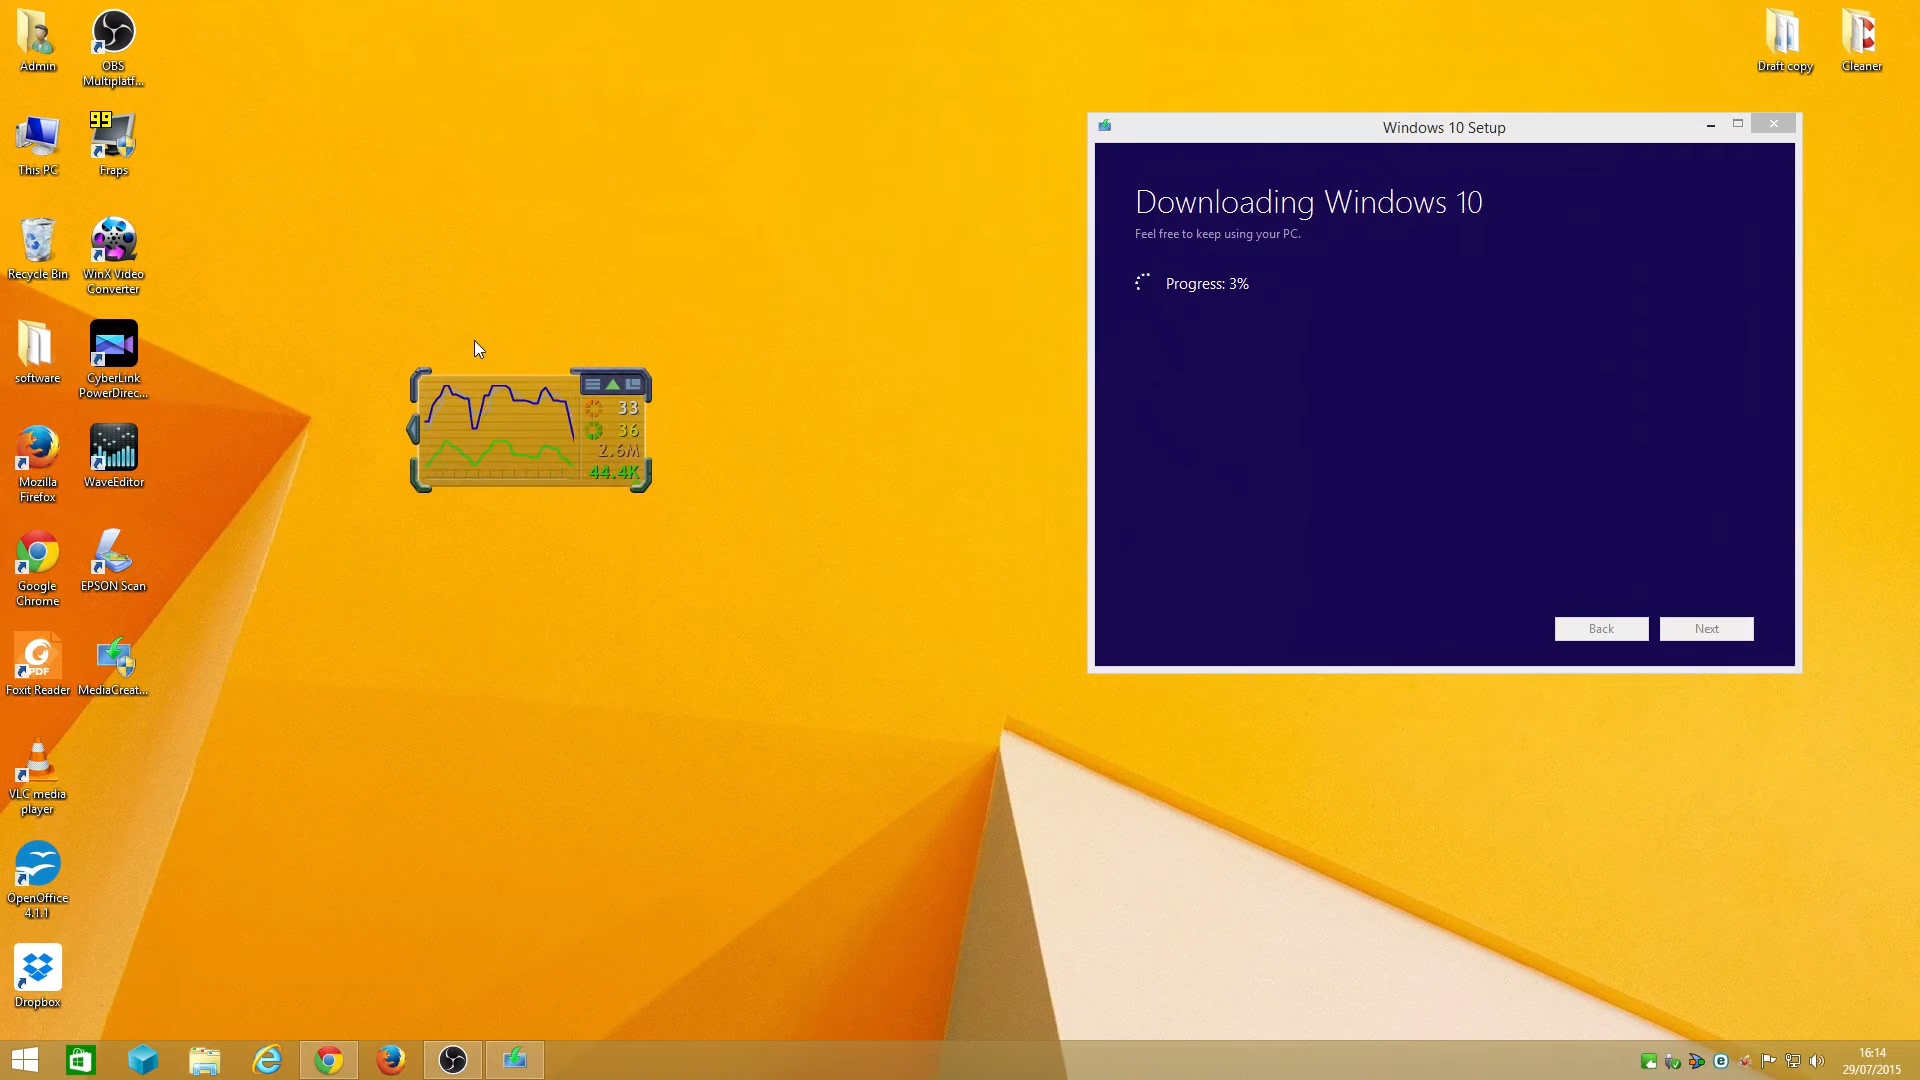 Admin
OBS
Multiplatf...
This PC
99
Fraps
Recycle Bin
WinX Video
Converter
software
CyberLink
PowerDirec...
Mozilla
Firefox
WaveEditor
Google
Chrome
EPSON Scan
PDF
Foxit Reader
MediaCreat...
VLC media
player
OpenOffice
4.1.1
Dropbox
33
36
2.6M
44.4K
Draft copy
Cleaner
Windows 10 Setup
Downloading Windows 10
Feel free to keep using your PC.
Progress: 3%
Back
Next
16:14
29/07/2015